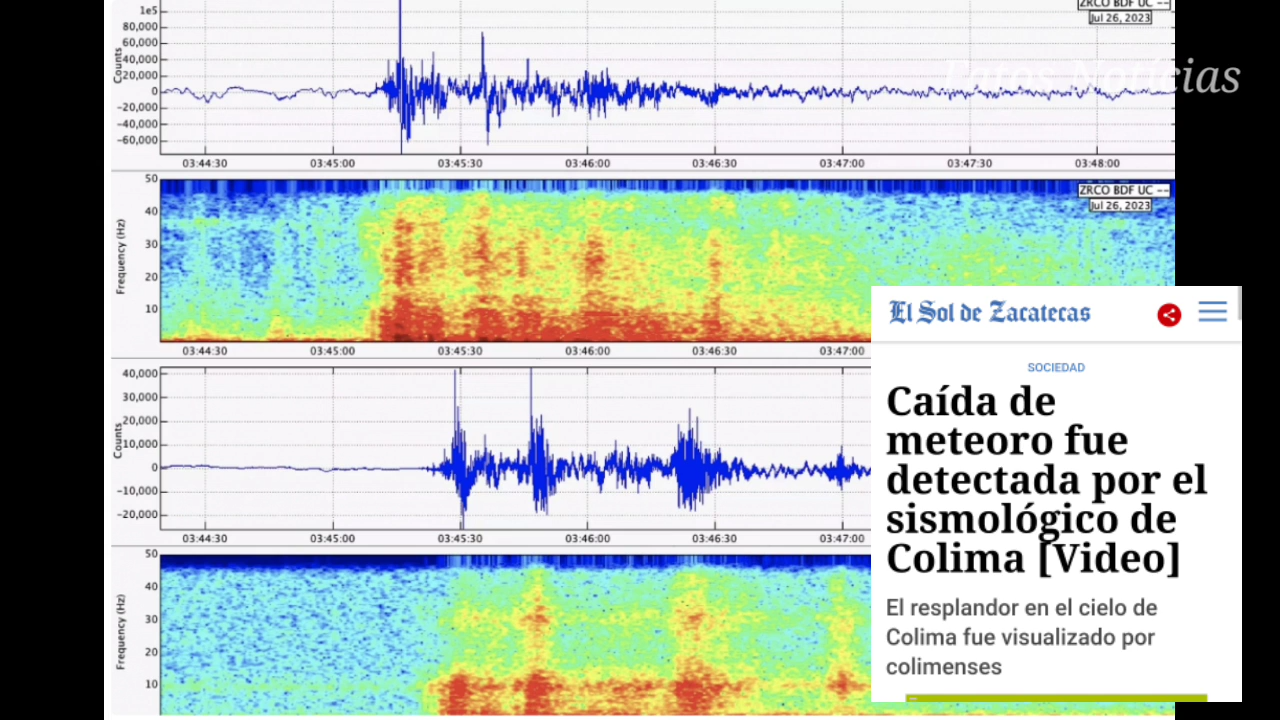 ZRCO BDF UC --
Jul 26, 2023
Fotos Notícias
Counts
1e5
80,000
60,000
40,000
20,000
0
−20,000
−40,000
−60,000
03:44:30 03:45:00 03:45:30 03:46:00 03:46:30 03:47:00 03:47:30 03:48:00
ZRCO BDF UC --
Jul 26, 2023
Frequency (Hz)
50
40
30
20
10
03:44:30 03:45:00 03:45:30 03:46:00 03:46:30 03:47:00
Counts
40,000
30,000
20,000
10,000
0
−10,000
−20,000
03:44:30 03:45:00 03:45:30 03:46:00 03:46:30 03:47:00
Frequency (Hz)
50
40
30
20
10
El Sol de Zacatecas
SOCIEDAD
Caída de
meteoro fue
detectada por el
sismológico de
Colima [Video]
El resplandor en el cielo de
Colima fue visualizado por
colimenses